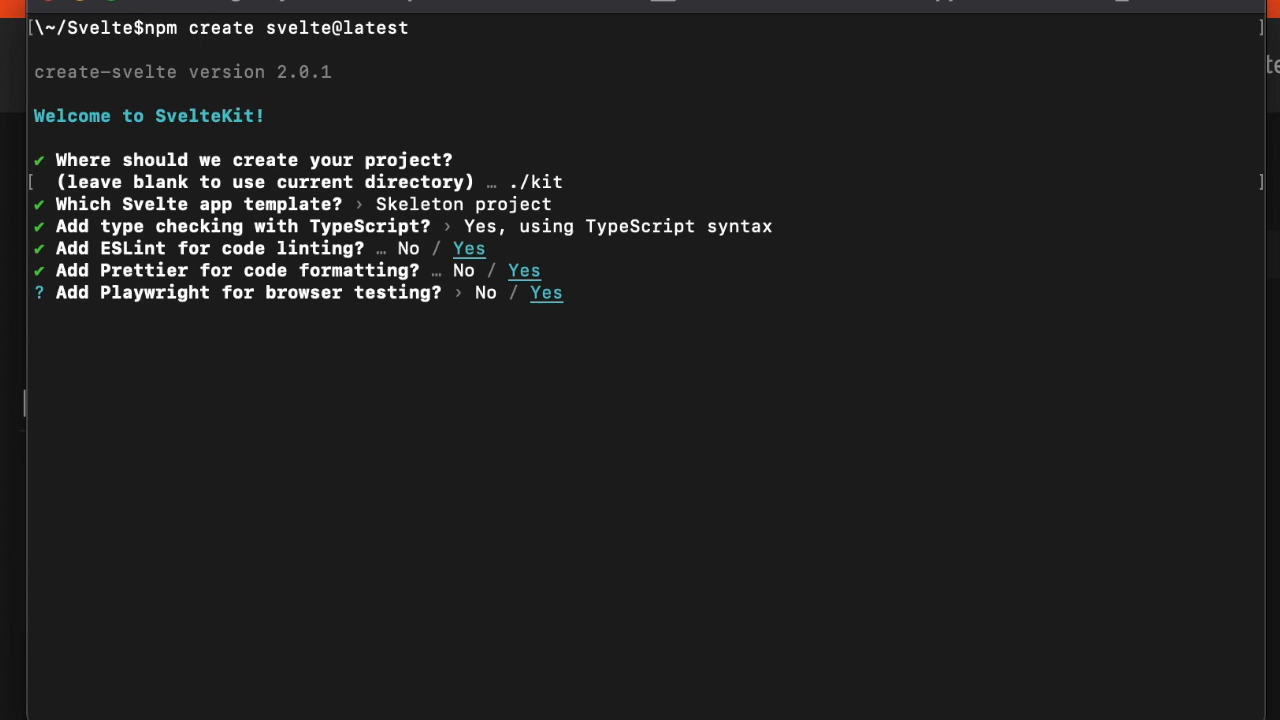 [\~/Svelte$npm create svelte@latest ]
create-svelte version 2.0.1
Welcome to SvelteKit!
✔ Where should we create your project?
[ (leave blank to use current directory) … ./kit ]
✔ Which Svelte app template? › Skeleton project
✔ Add type checking with TypeScript? › Yes, using TypeScript syntax
✔ Add ESLint for code linting? … No / Yes
✔ Add Prettier for code formatting? … No / Yes
? Add Playwright for browser testing? › No / Yes